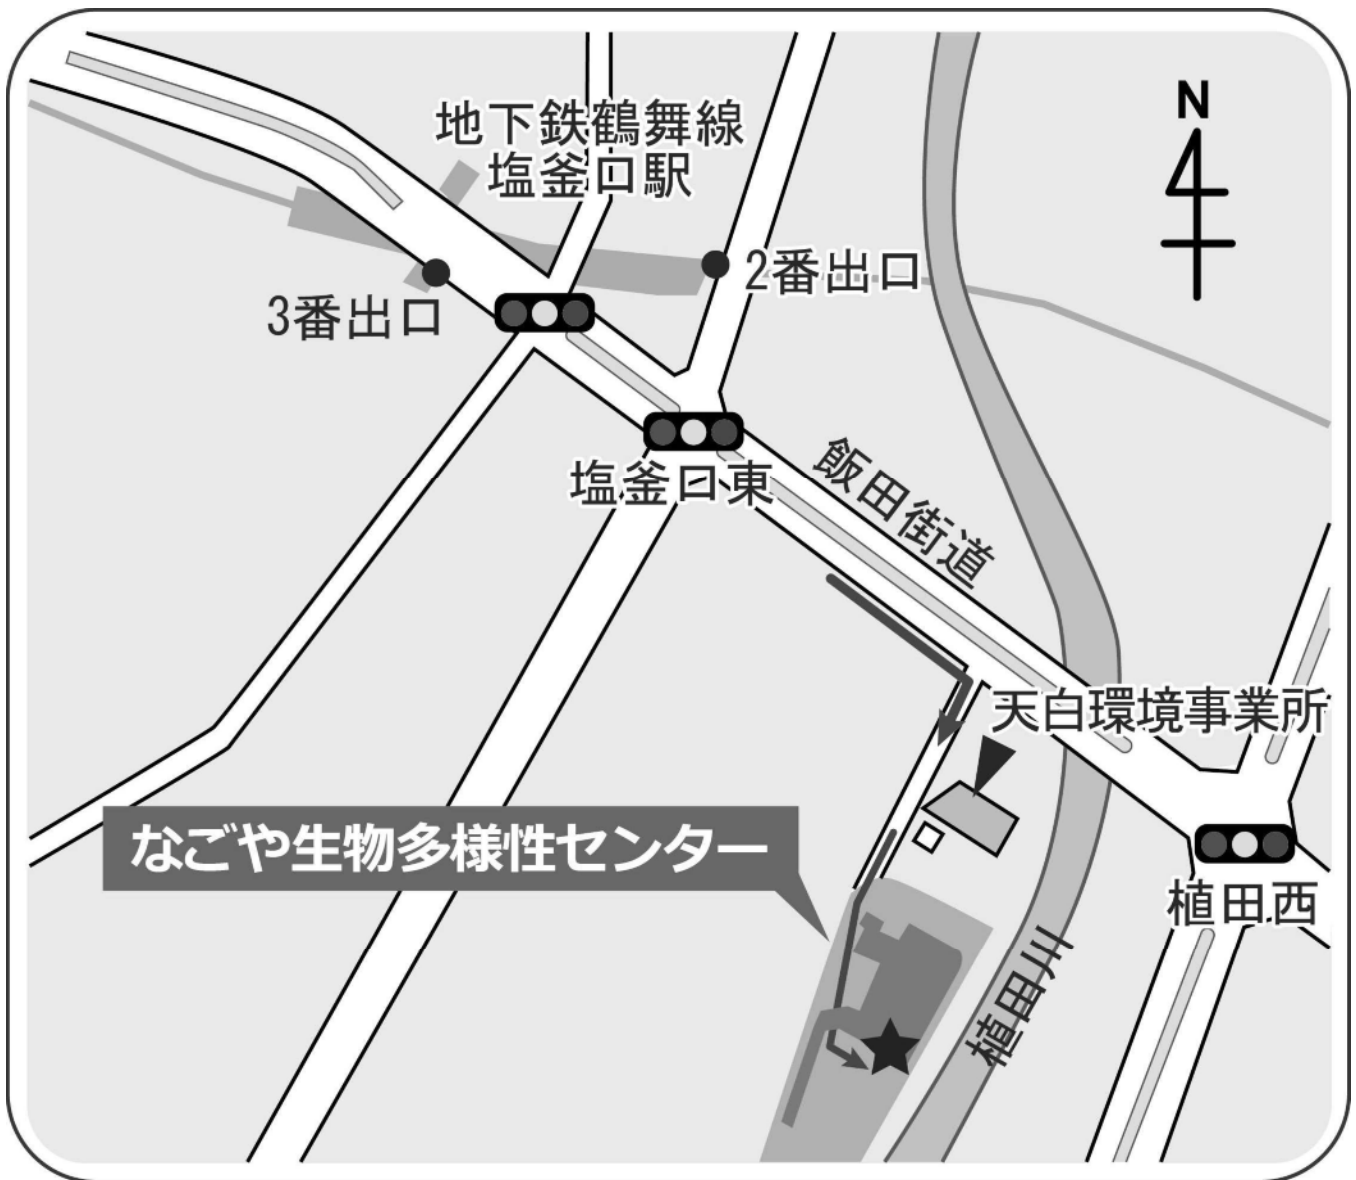 N
地下鉄鶴舞線
塩釜口駅
2番出口
3番出口
塩釜口東
飯田街道
天白環境事業所
なごや生物多様性センター
植田西
植田川